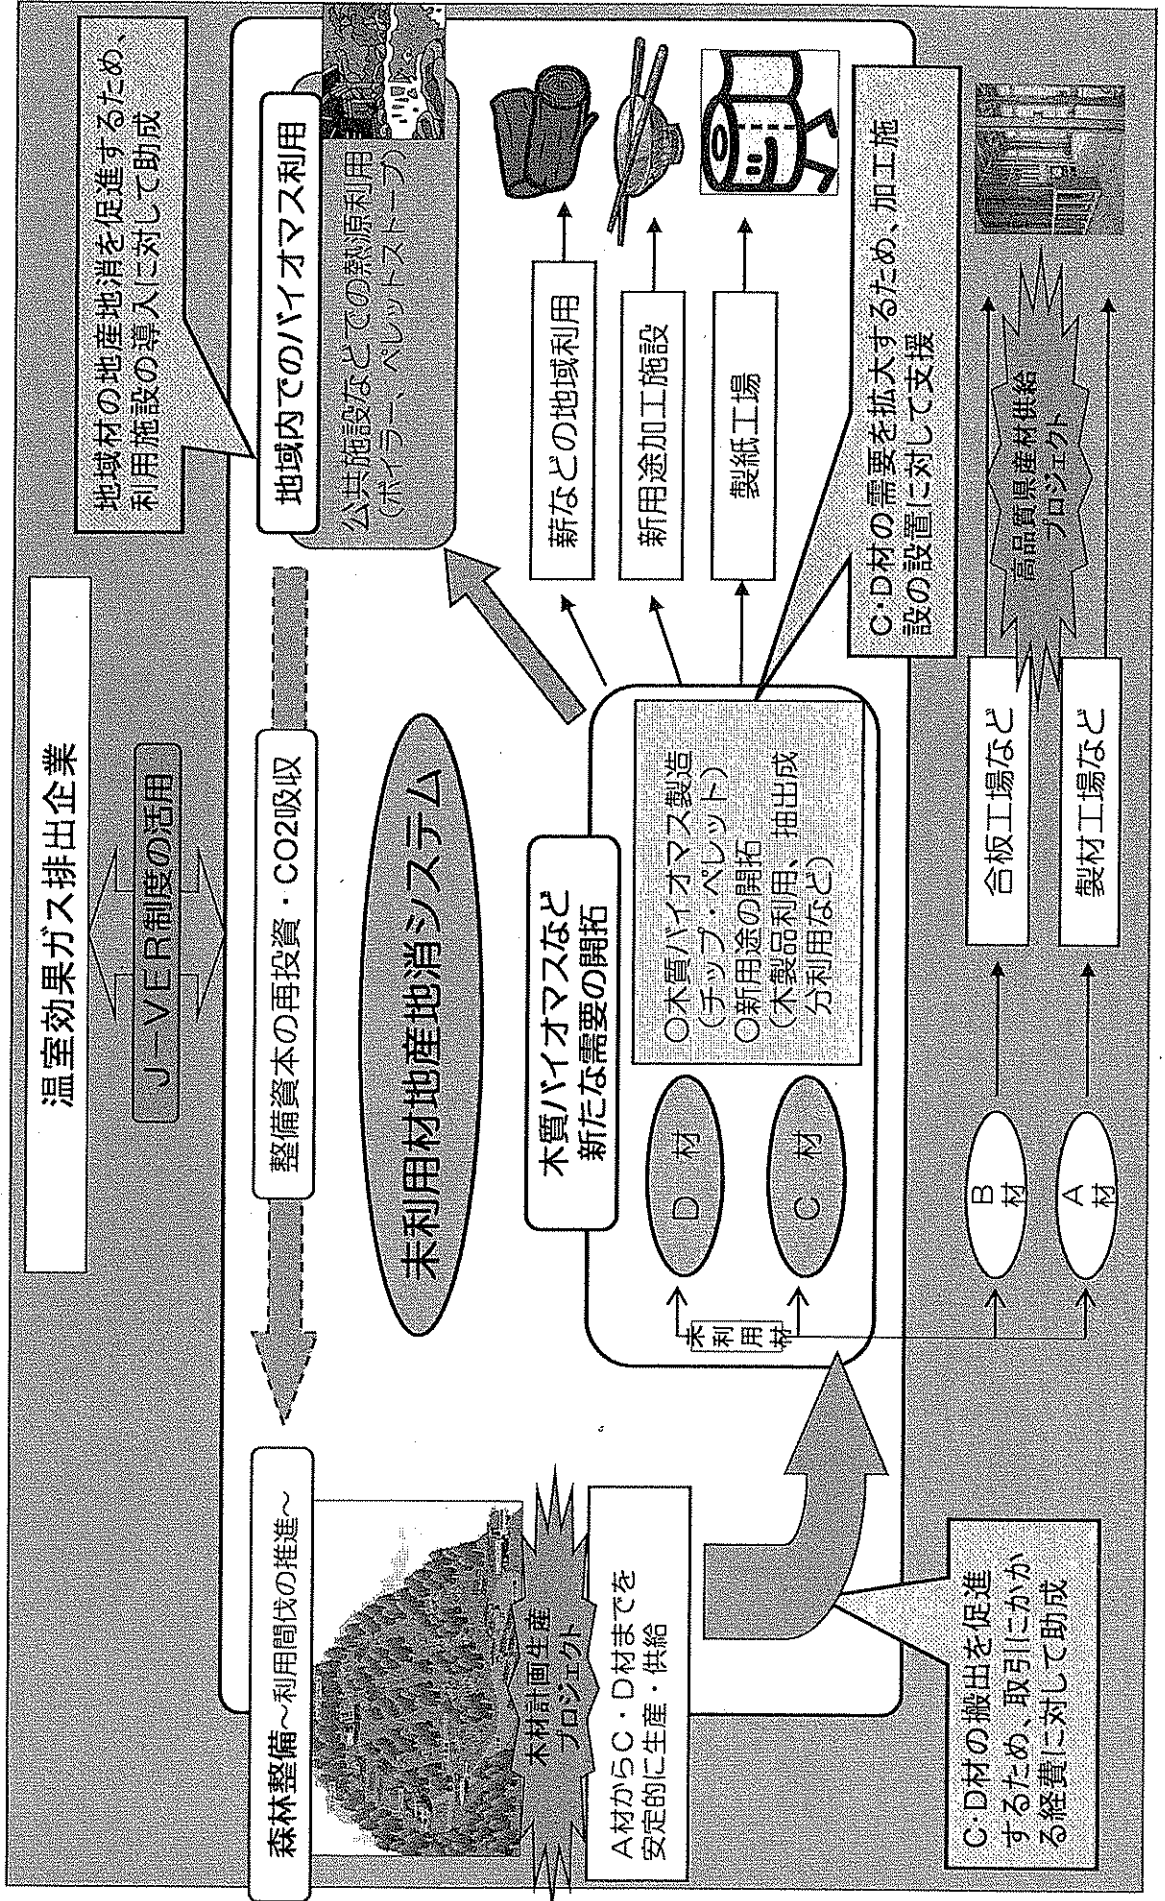 温室効果ガス排出企業
J－VER制度の活用
地域材の地産地消を促進するため、
利用施設の導入に対して助成
森林整備～利用間伐の推進～
整備資本の再投資・CO2吸収
地域内でのバイオマス利用
公共施設などでの熱源利用
(ボイラー、ペレットストーブ)
未利用材地産地消システム
木材計画生産
プロジェクト
A材からC・D材までを
安定的に生産・供給
木質バイオマスなど
新たな需要の開拓
未利用材
D 材
C 材
○木質バイオマス製造
(チップ・ペレット)
○新用途の開拓
(木製品利用、抽出成
分利用など)
薪などの地域利用
新用途加工施設
製紙工場
C・D材の需要を拡大するため、加工施
設の設置に対して支援
C・D材の搬出を促進
するため、取引にかか
る経費に対して助成
B
材
A
材
合板工場など
製材工場など
高品質県産材供給
プロジェクト